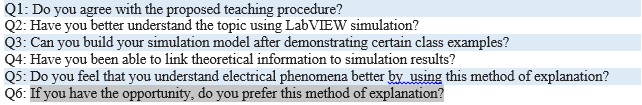 Q1: Do you agree with the proposed teaching procedure?
Q2: Have you better understand the topic using LabVIEW simulation?
Q3: Can you build your simulation model after demonstrating certain class examples?
Q4: Have you been able to link theoretical information to simulation results?
Q5: Do you feel that you understand electrical phenomena better by using this method of explanation?
Q6: If you have the opportunity, do you prefer this method of explanation?